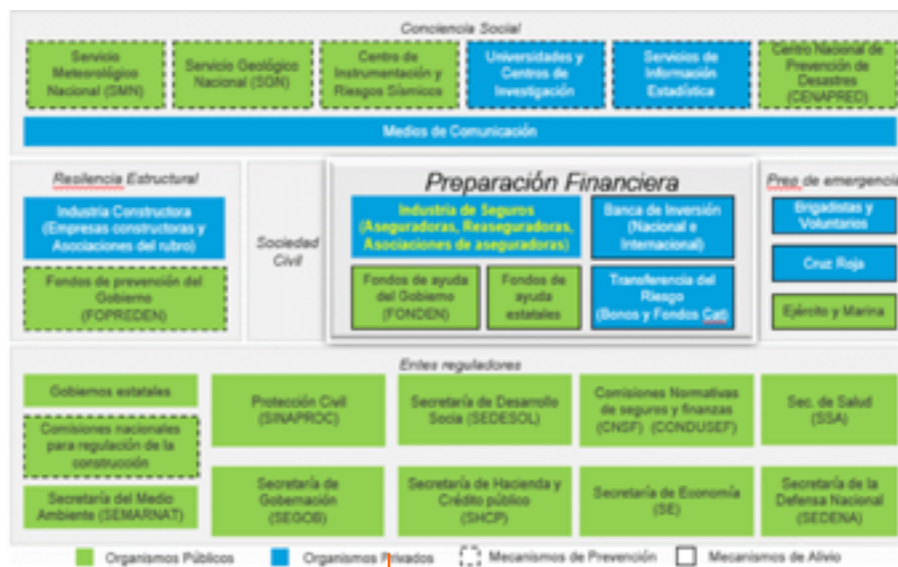 Conciencia Social
Servicio
Meteorológico
Nacional (SMN)
Servicio Geológico
Nacional (SGN)
Centro de
Instrumentación y
Riesgos Sísmicos
Universidades y
Centros de
Investigación
Servicios de
Información
Estadística
Centro Nacional de
Prevención de
Desastres
(CENAPRED)
Medios de Comunicación
Resilencia Estructural
Industria Constructora
(Empresas constructoras y
Asociaciones del rubro)
Fondos de prevención del
Gobierno
(FOPREDEN)
Sociedad
Civil
Preparación Financiera
Industria de Seguros
(Aseguradoras, Reaseguradoras,
Asociaciones de aseguradoras)
Banca de Inversión
(Nacional e
Internacional)
Fondos de ayuda
del Gobierno
(FONDEN)
Fondos de
ayuda
estatales
Transferencia del
Riesgo
(Bonos y Fondos Cat)
Prep de emergencia
Brigadistas y
Voluntarios
Cruz Roja
Ejército y Marina
Entes reguladores
Gobiernos estatales
Comisiones nacionales
para regulación de la
construcción
Secretaría del Medio
Ambiente (SEMARNAT)
Protección Civil
(SINAPROC)
Secretaría de Desarrollo
Socia (SEDESOL)
Comisiones Normativas
de seguros y finanzas
(CNSF) (CONDUSEF)
Sec. de Salud
(SSA)
Secretaría de
Gobernación
(SEGOB)
Secretaría de Hacienda y
Crédito público
(SHCP)
Secretaría de Economía
(SE)
Secretaría de la
Defensa Nacional
(SEDENA)
Organismos Públicos
Organismos Privados
Mecanismos de Prevención
Mecanismos de Alivio